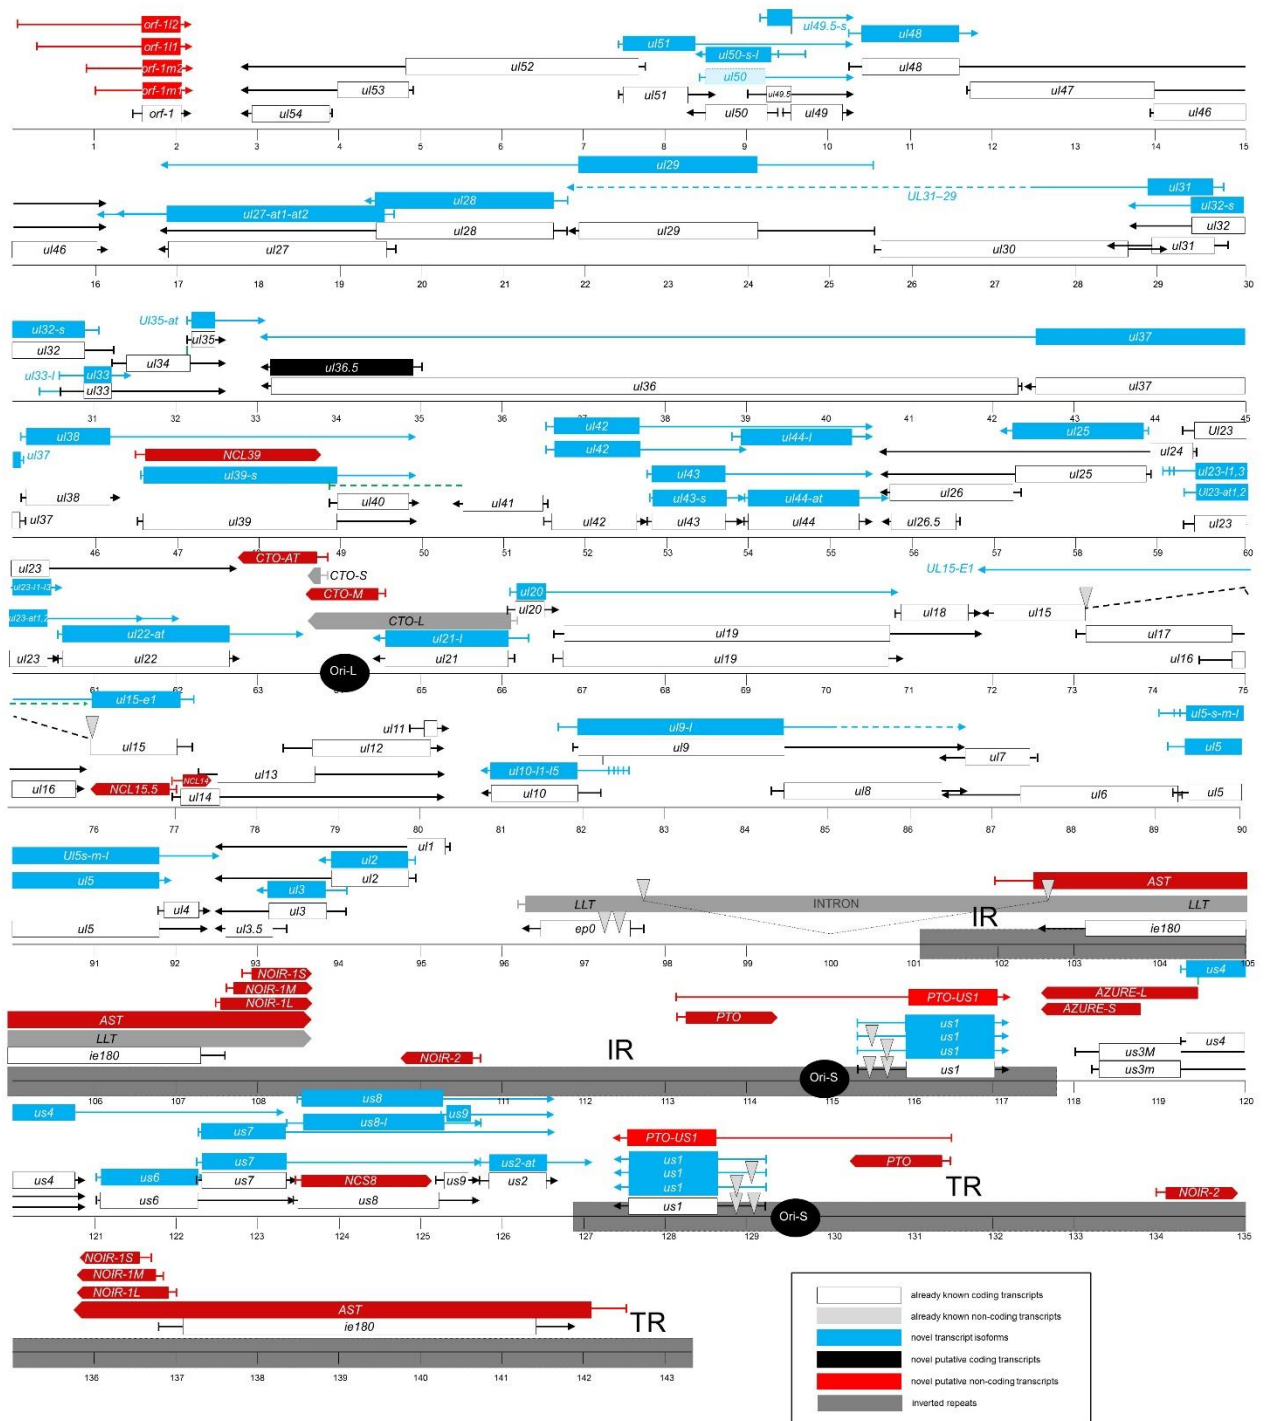 orf-1l2
ul49.5-s
orf-1l1
ul51
ul48
orf-1m2
ul52
ul50-s-l
ul50
ul48
orf-1m1
ul53
ul51
ul49.5
ul47
orf-1
ul54
ul50
ul49
ul46
1 2 3 4 5 6 7 8 9 10 11 12 13 14 15
ul29
ul31
ul28
UL31–29
ul32-s
ul27-at1-at2
ul28
ul29
ul32
ul46
ul27
ul30
ul31
16 17 18 19 20 21 22 23 24 25 26 27 28 29 30
Ul35-at
ul32-s
ul35
ul37
ul32
ul34
ul36.5
ul33-l
ul33
ul33
ul36
ul37
31 32 33 34 35 36 37 38 39 40 41 42 43 44 45
ul38
ul42
ul44-l
ul25
Ul23
ul37
NCL39
ul42
ul24
ul39-s
ul43
ul25
ul23-l1,3
ul38
ul40
ul41
ul43-s
ul44-at
ul26
Ul23-at1,2
ul37
ul39
ul42
ul43
ul44
ul26.5
ul23
46 47 48 49 50 51 52 53 54 55 56 57 58 59 60
ul23
CTO-AT
CTO-S
UL15-E1
ul23-l1-l3
CTO-M
ul20
ul23-at1,2
CTO-L
ul20
ul18
ul15
ul22-at
ul21-l
ul19
ul17
ul23
ul22
ul21
ul19
ul16
Ori-L
61 62 63 65 66 67 68 69 70 71 72 73 74 75
ul15-e1
ul5-s-m-l
ul11
ul9-l
ul15
ul12
ul9
ul5
ul7
ul13
ul10-l1-l5
ul16
NCL15.5
NCL14
ul14
ul10
ul8
ul6
ul5
76 77 78 79 80 81 82 83 84 85 86 87 88 89 90
Ul5s-m-l
ul1
ul2
ul5
ul2
ul3
AST
ul4
ul3
LLT
INTRON
LLT
ul5
ul3.5
ep0
IR
ie180
91 92 93 94 95 96 97 98 99 100 101 102 103 104 105
NOIR-1S
us4
NOIR-1M
AZURE-L
NOIR-1L
PTO-US1
AZURE-S
AST
PTO
us1
LLT
us1
us4
ie180
NOIR-2
IR
us1
us3M
us1
us3m
Ori-S
106 107 108 111 112 113 114 115 116 117 118 119 120
us8
us4
us8-l
us9
us7
PTO-US1
us7
us2-at
us1
PTO
us4
us6
us7
NCS8
us9
us2
us1
TR
NOIR-2
us6
us8
us1
us1
Ori-S
121 122 123 124 125 126 127 128 129 130 131 132 133 134 135
NOIR-1S
NOIR-1M
NOIR-1L
AST
ie180
TR
136 137 138 139 140 141 142 143
already known coding transcripts
already known non-coding transcripts
novel transcript isoforms
novel putative coding transcripts
novel putative non-coding transcripts
inverted repeats